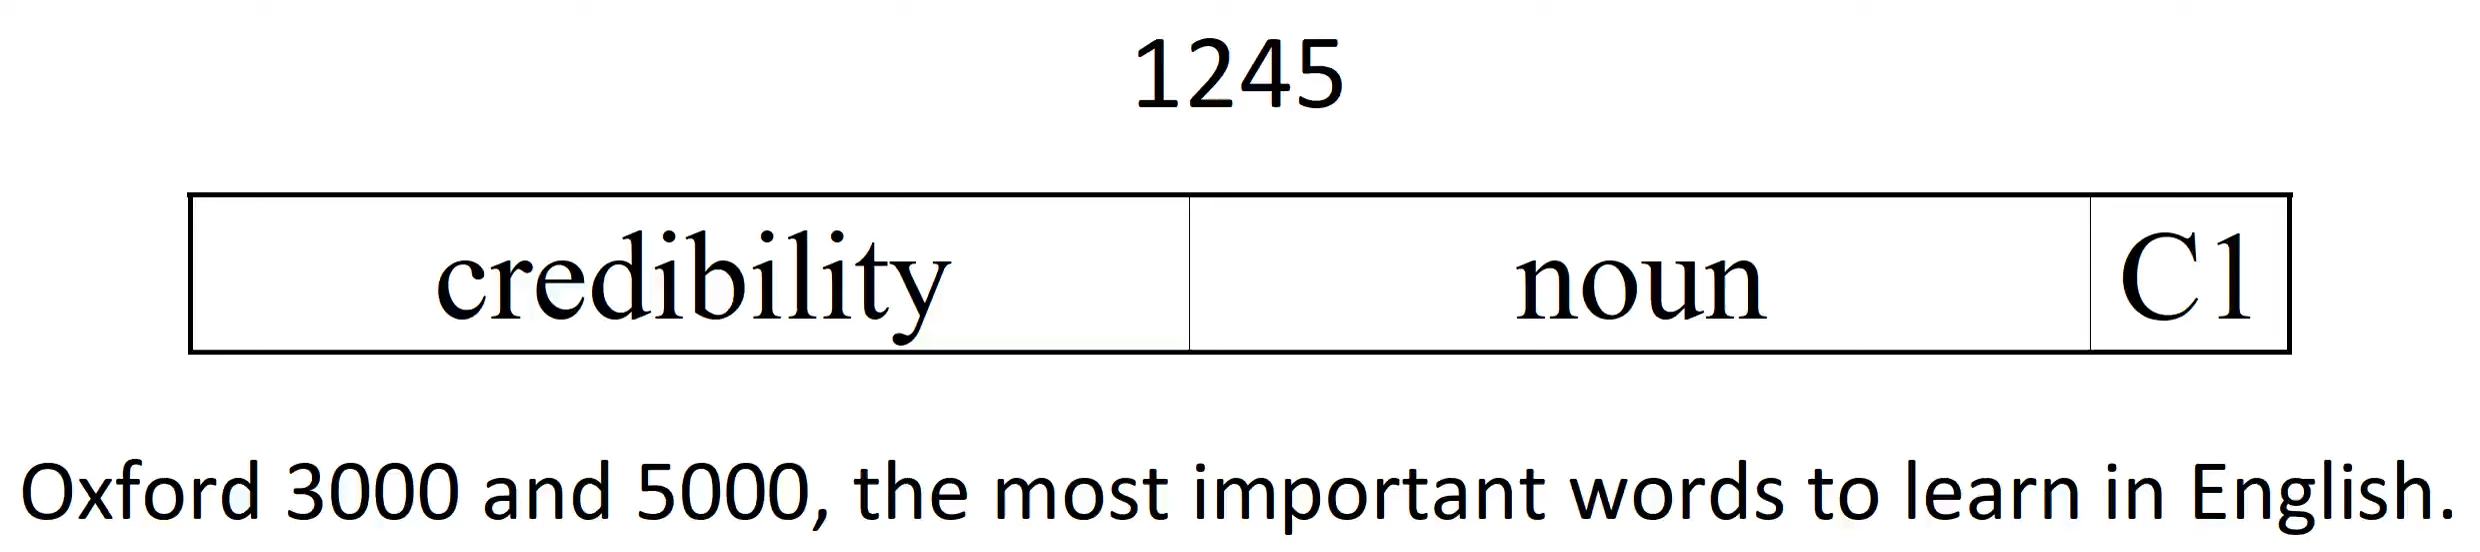 1245
credibility noun C1
Oxford 3000 and 5000, the most important words to learn in English.